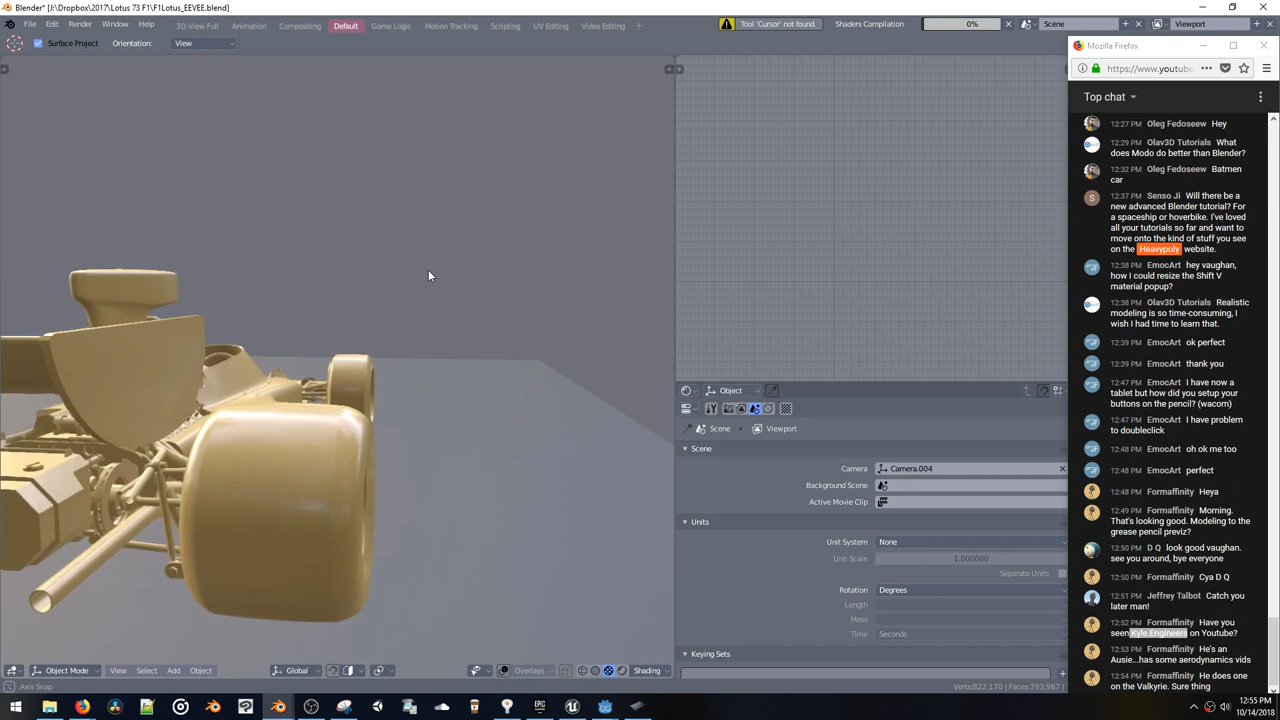 Blender* [J:\Dropbox\2017\Lotus 73 F1\F1Lotus_EEVEE.blend]
File Edit Render Window Help 3D View Full Animation Compositing Default Game Logic Motion Tracking Scripting UV Editing Video Editing + Tool 'Cursor' not found. Shaders Compilation 0% Scene Viewport
Surface Project Orientation: View
Mozilla Firefox
https://www.youtube
Top chat
12:27 PM Oleg Fedoseew Hey
12:29 PM Olav3D Tutorials What
does Modo do better than Blender?
12:32 PM Oleg Fedoseew Batmen
car
12:37 PM Senso Ji Will there be a
new advanced Blender tutorial? For
a spaceship or hoverbike. I've loved
all your tutorials so far and want to
move onto the kind of stuff you see
on the Heavypoly website.
12:38 PM EmocArt hey vaughan,
how I could resize the Shift V
material popup?
12:38 PM Olav3D Tutorials Realistic
modeling is so time-consuming, I
wish I had time to learn that.
12:39 PM EmocArt ok perfect
12:39 PM EmocArt thank you
12:47 PM EmocArt I have now a
tablet but how did you setup your
buttons on the pencil? (wacom)
12:47 PM EmocArt I have problem
to doubleclick
12:48 PM EmocArt oh ok me too
12:48 PM EmocArt perfect
12:48 PM Formaffinity Heya
12:49 PM Formaffinity Morning.
That's looking good. Modeling to the
grease pencil previz?
12:50 PM D Q look good vaughan.
see you around, bye everyone
12:50 PM Formaffinity Cya D Q
12:51 PM Jeffrey Talbot Catch you
later man!
12:52 PM Formaffinity Have you
seen Kyle.Engineers on Youtube?
12:53 PM Formaffinity He's an
Ausie...has some aerodynamics vids
12:54 PM Formaffinity He does one
on the Valkyrie. Sure thing
Object
Scene Viewport
Scene
Camera Camera.004
Background Scene
Active Movie Clip
Units
Unit System None
Unit Scale 1.000000
Separate Units
Rotation Degrees
Length
Mass
Time Seconds
Keying Sets
Object Mode View Select Add Object Global Overlays Shading
Axis Snap
Verts:822,170 | Faces:793,987
12:55 PM
10/14/2018